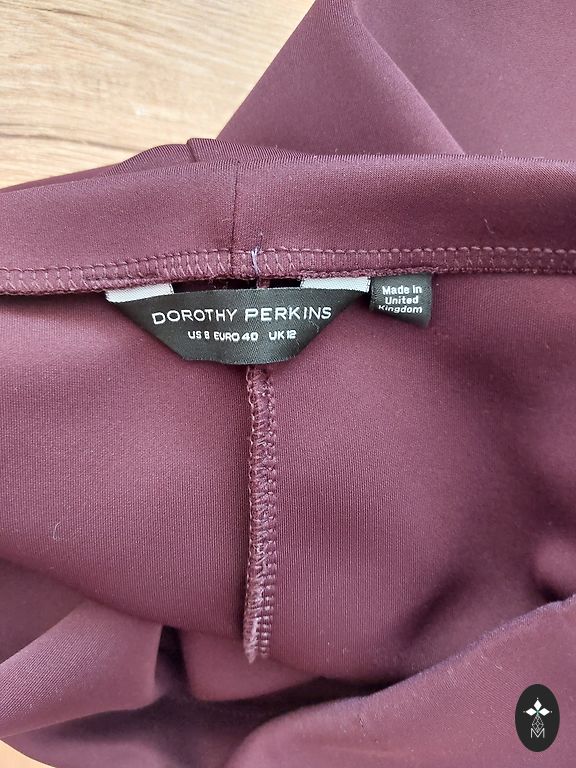 DOROTHY PERKINS
US 8 EURO 40 UK 12
Made in
United
Kingdom